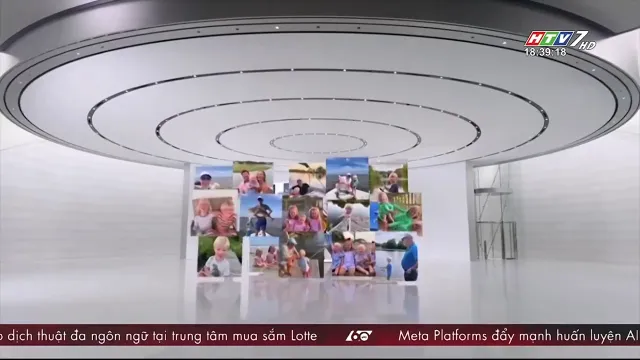 HTV7 HD
18:39:18
dịch thuật đa ngôn ngữ tại trung tâm mua sắm Lotte 60 Meta Platforms đẩy mạnh huấn luyện AI